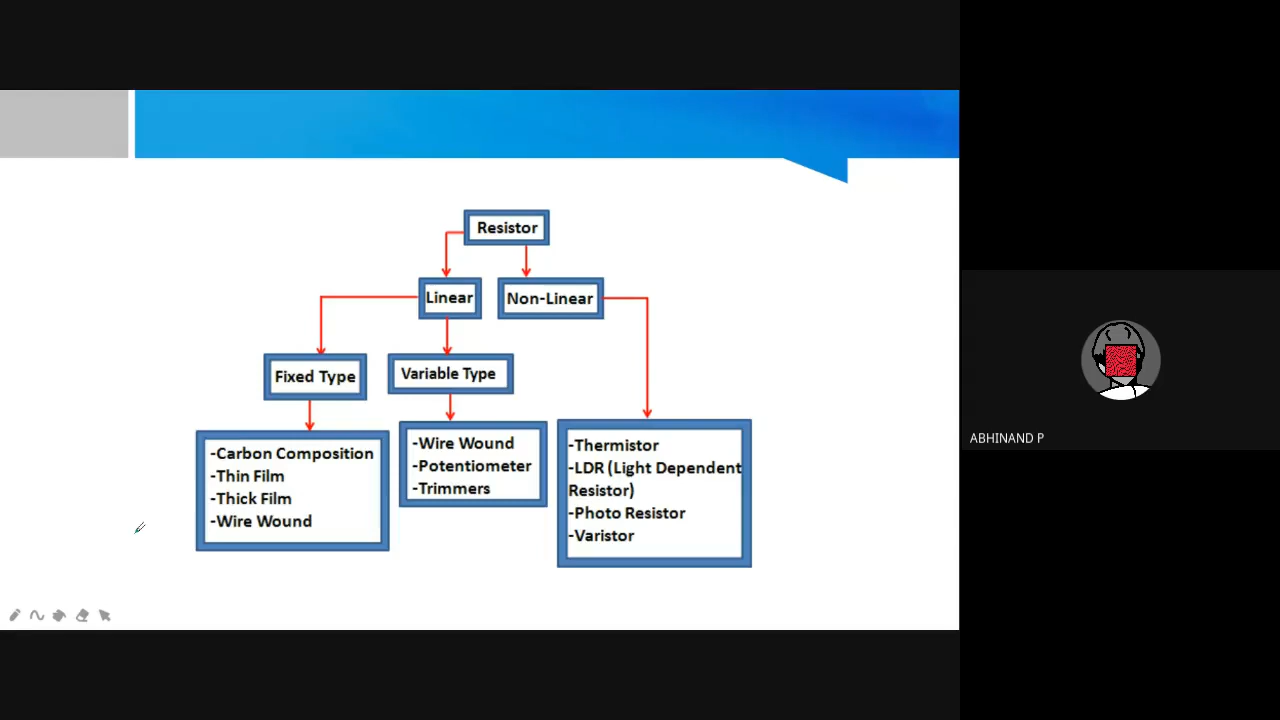 Resistor
Linear
Non-Linear
Fixed Type
Variable Type
-Carbon Composition
-Thin Film
-Thick Film
-Wire Wound
-Wire Wound
-Potentiometer
-Trimmers
-Thermistor
-LDR (Light Dependent
Resistor)
-Photo Resistor
-Varistor
ABHINAND P